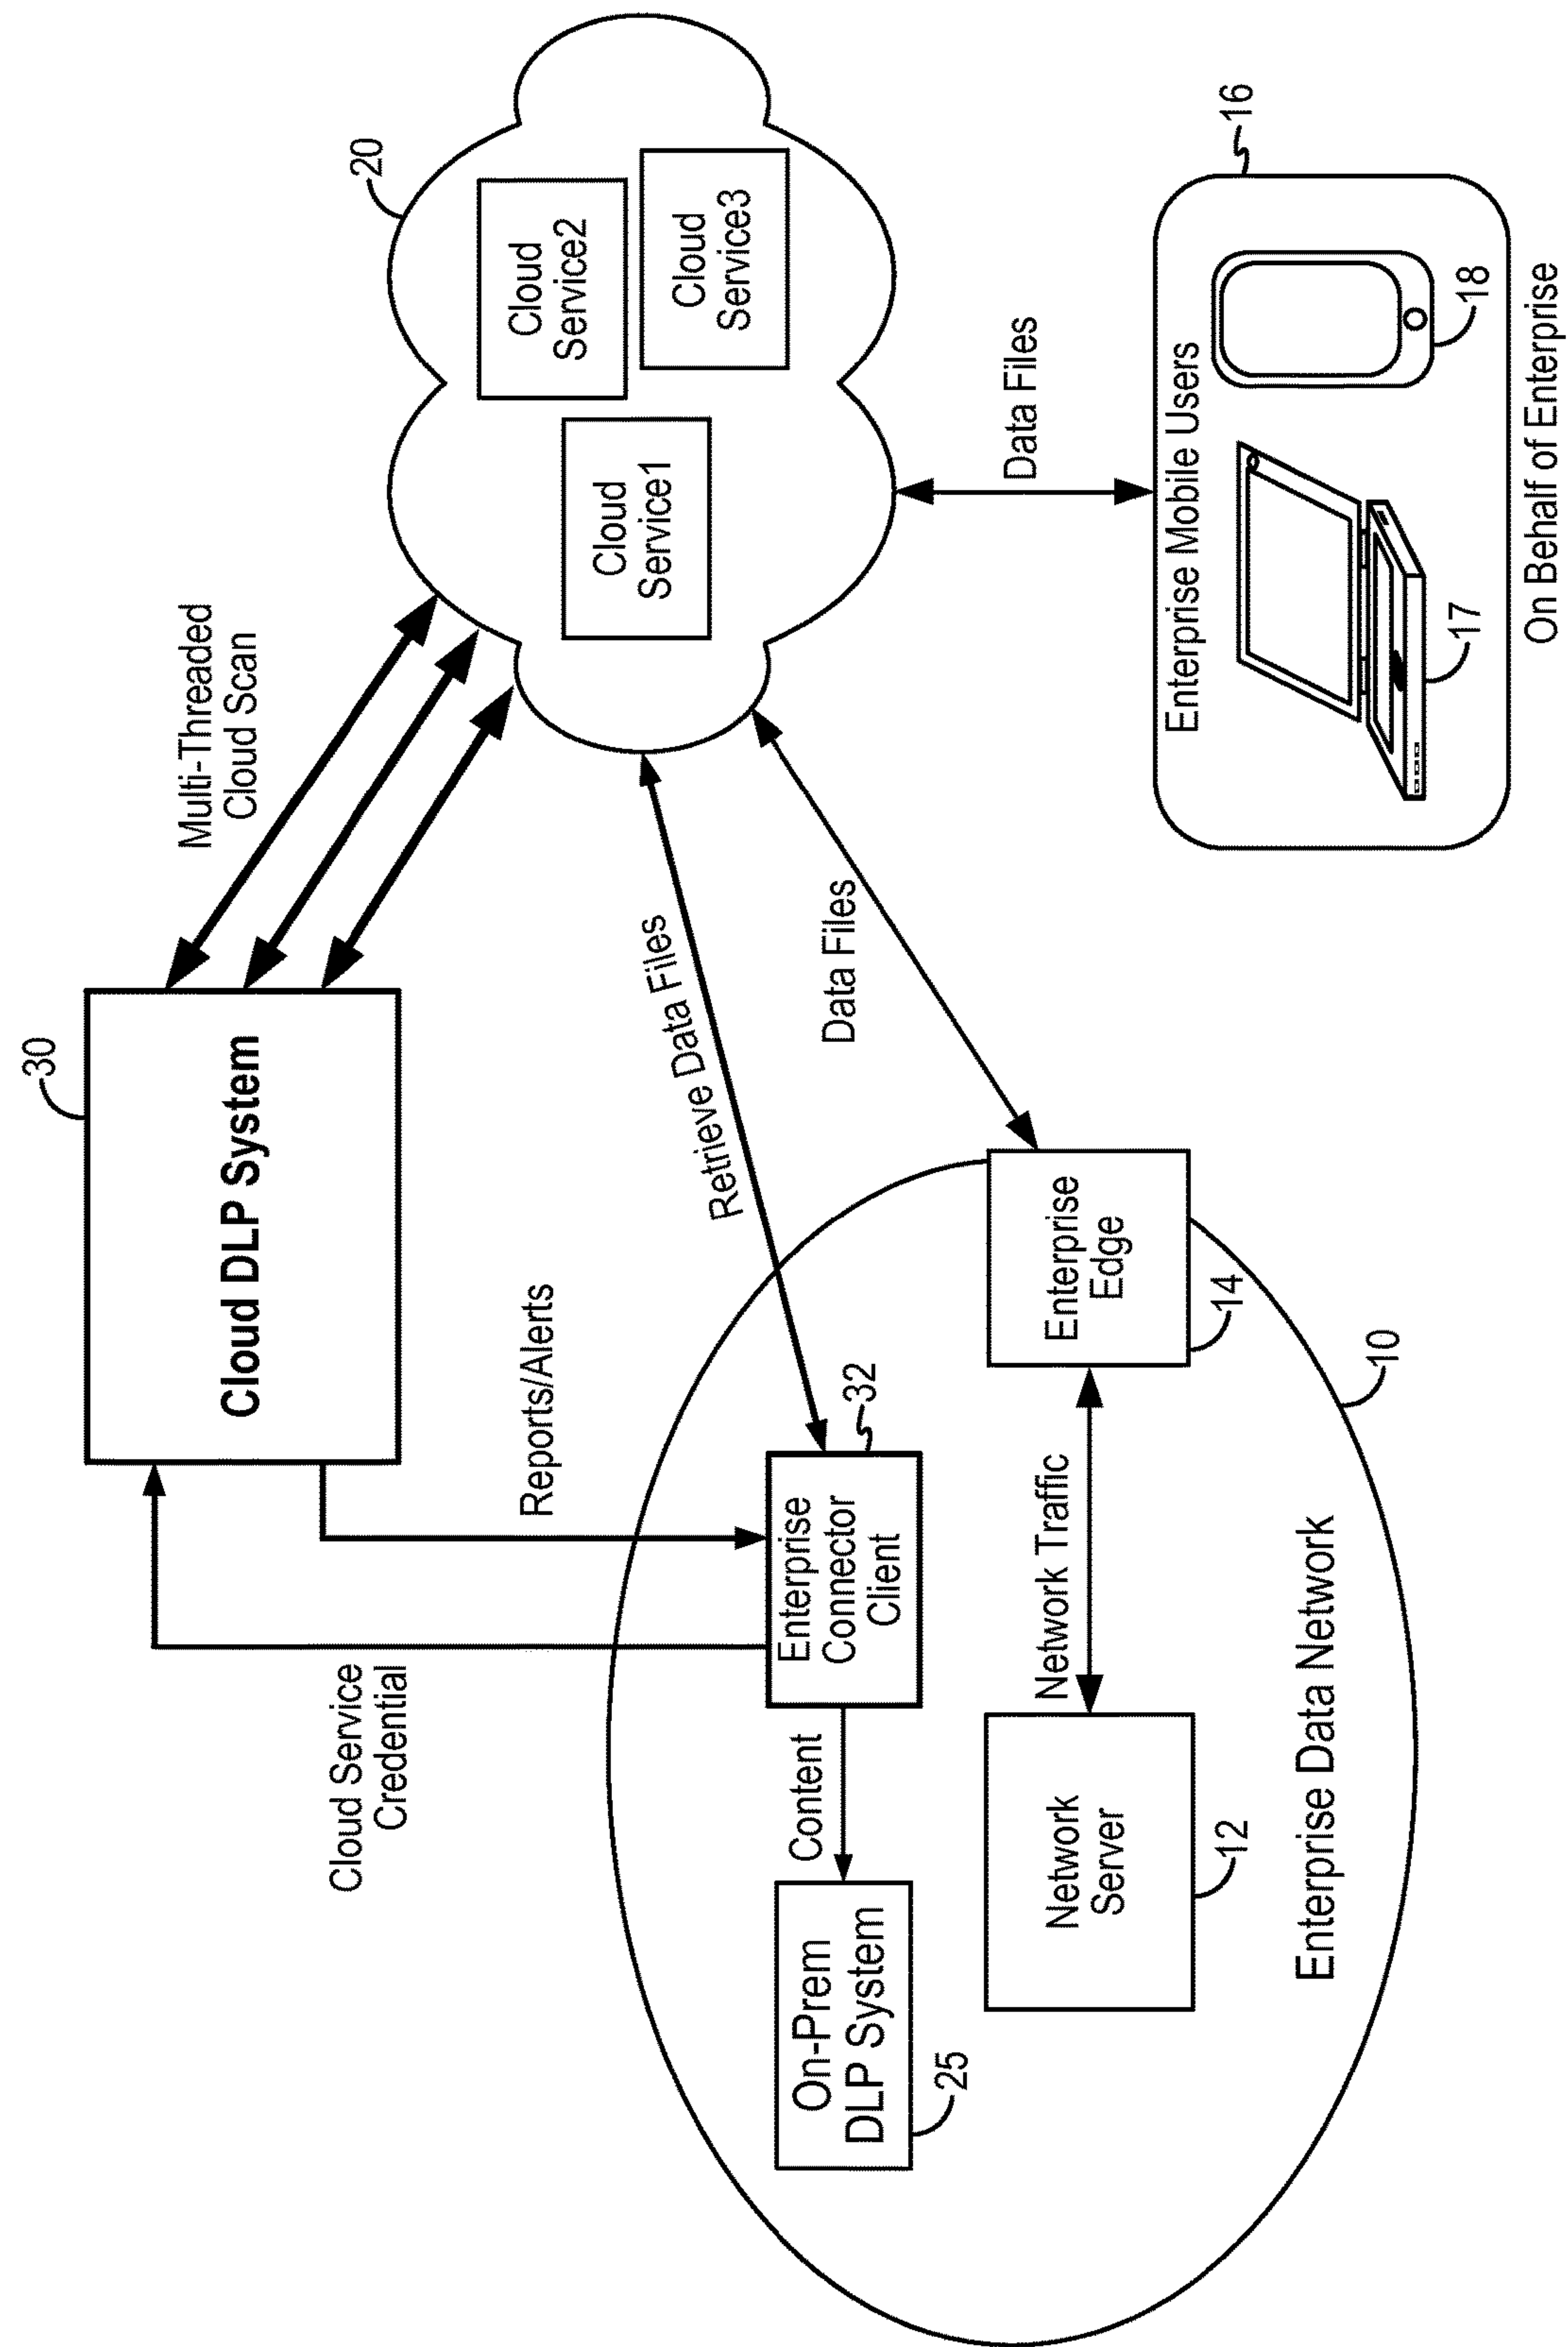 30
Cloud DLP System
Multi-Threaded
Cloud Scan
20
Cloud
Service2
Cloud
Service3
Cloud
Service1
Cloud Service
Credential
Reports/Alerts
Retrieve Data Files
Data Files
Data Files
On-Prem
DLP System
25
Content
Enterprise
Connector
Client
32
Network
Server
12
Network Traffic
Enterprise
Edge
14
10
Enterprise Data Network
16
Enterprise Mobile Users
17
18
On Behalf of Enterprise